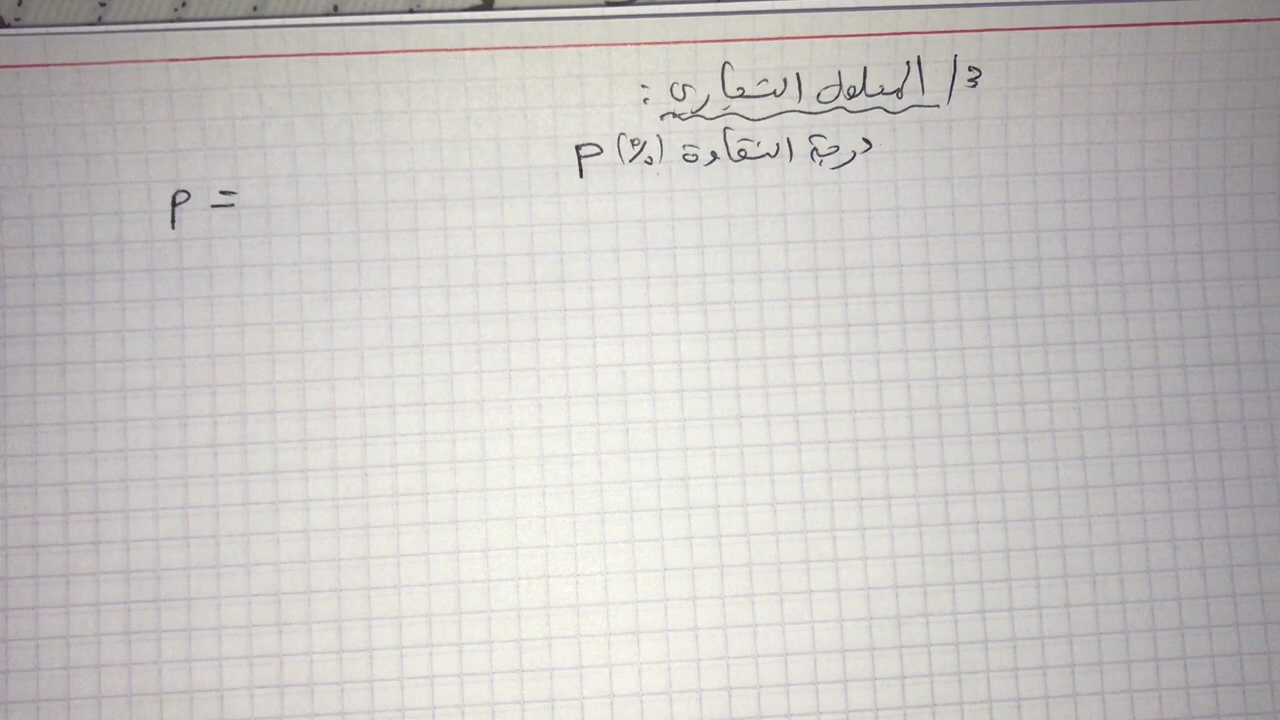 3/ المحلول التجاري :
درجة النقاوة (%) P
P =